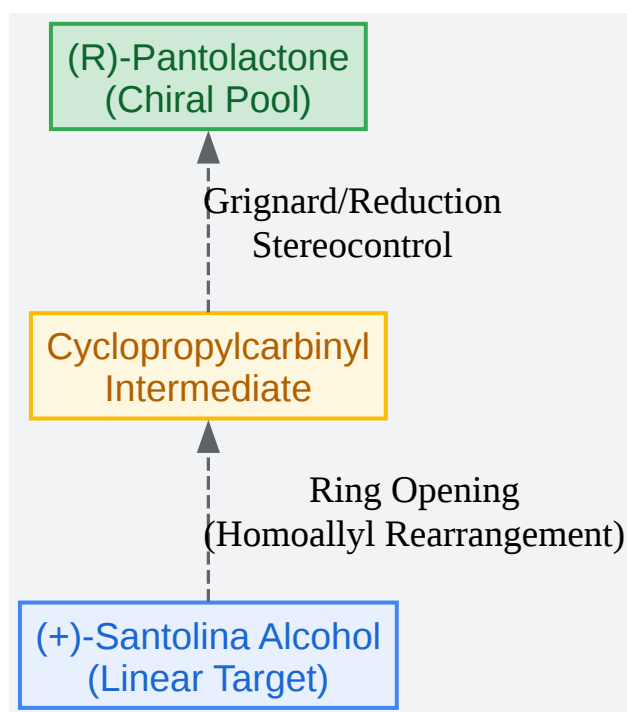 (R)-Pantolactone
(Chiral Pool)
Grignard/Reduction
Stereocontrol
Cyclopropylcarbinyl
Intermediate
Ring Opening
(Homoallyl Rearrangement)
(+)-Santolina Alcohol
(Linear Target)